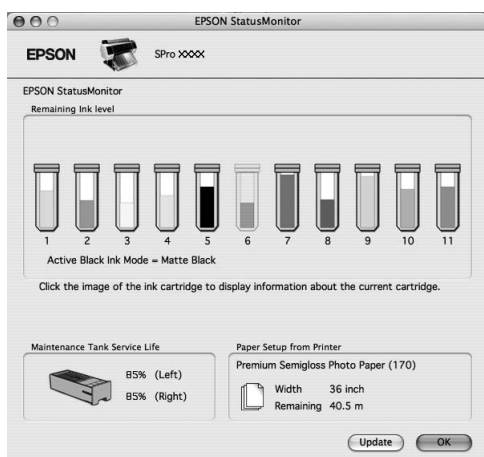 EPSON StatusMonitor
EPSON
SPro XXXX
EPSON StatusMonitor
Remaining Ink level
1 2 3 4 5 6 7 8 9 10 11
Active Black Ink Mode = Matte Black
Click the image of the ink cartridge to display information about the current cartridge.
Maintenance Tank Service Life
85% (Left)
85% (Right)
Paper Setup from Printer
Premium Semigloss Photo Paper (170)
Width 36 inch
Remaining 40.5 m
Update
OK